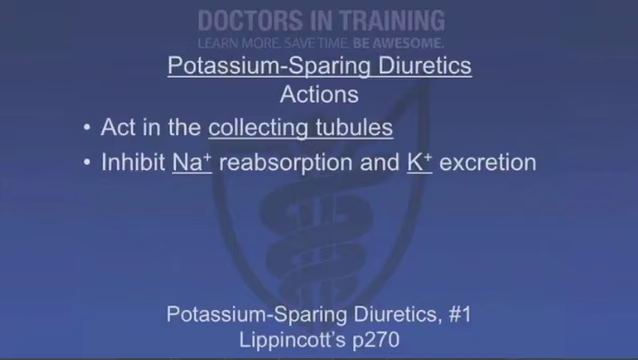 DOCTORS IN TRAINING
LEARN MORE. SAVE TIME. BE AWESOME.
Potassium-Sparing Diuretics
Actions
• Act in the collecting tubules
• Inhibit Na⁺ reabsorption and K⁺ excretion
Potassium-Sparing Diuretics, #1
Lippincott's p270